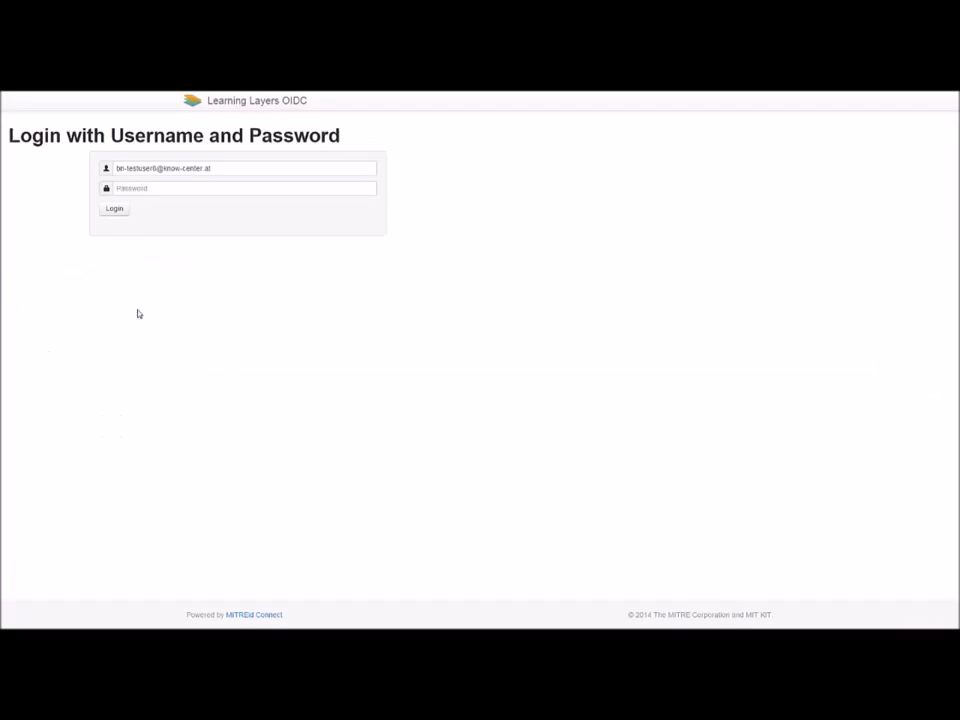 Learning Layers OIDC
Login with Username and Password
bn-testuser6@know-center.at
Password
Login
Powered by MITREid Connect
© 2014 The MITRE Corporation and MIT KIT.